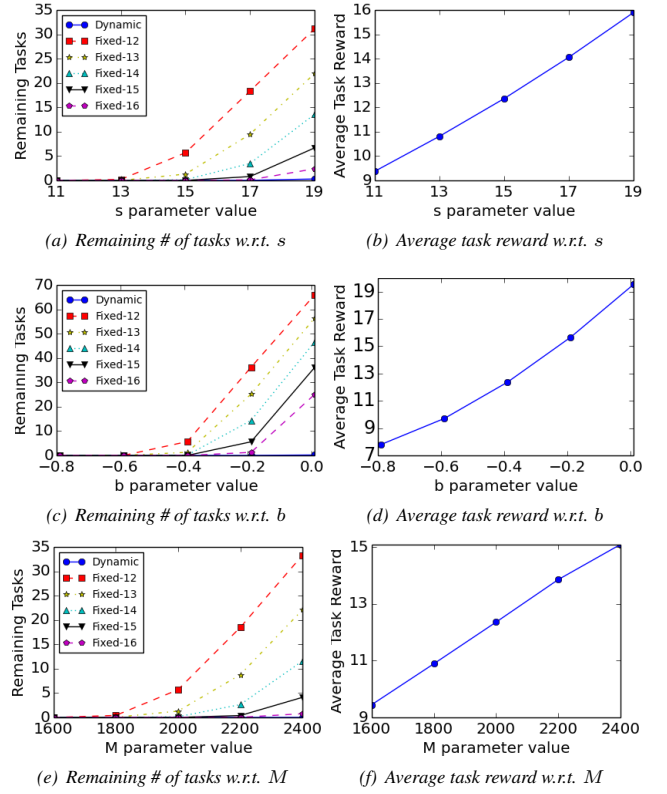 35
30
25
20
15
10
5
0
Remaining Tasks
Dynamic
Fixed-12
Fixed-13
Fixed-14
Fixed-15
Fixed-16
11 13 15 17 19
s parameter value
(a) Remaining # of tasks w.r.t. s
16
15
14
13
12
11
10
9
Average Task Reward
11 13 15 17 19
s parameter value
(b) Average task reward w.r.t. s
70
60
50
40
30
20
10
0
Remaining Tasks
Dynamic
Fixed-12
Fixed-13
Fixed-14
Fixed-15
Fixed-16
−0.8 −0.6 −0.4 −0.2 0.0
b parameter value
(c) Remaining # of tasks w.r.t. b
19
17
15
13
11
9
7
Average Task Reward
−0.8 −0.6 −0.4 −0.2 0.0
b parameter value
(d) Average task reward w.r.t. b
35
30
25
20
15
10
5
0
Remaining Tasks
Dynamic
Fixed-12
Fixed-13
Fixed-14
Fixed-15
Fixed-16
1600 1800 2000 2200 2400
M parameter value
(e) Remaining # of tasks w.r.t. M
15
13
11
9
Average Task Reward
1600 1800 2000 2200 2400
M parameter value
(f) Average task reward w.r.t. M